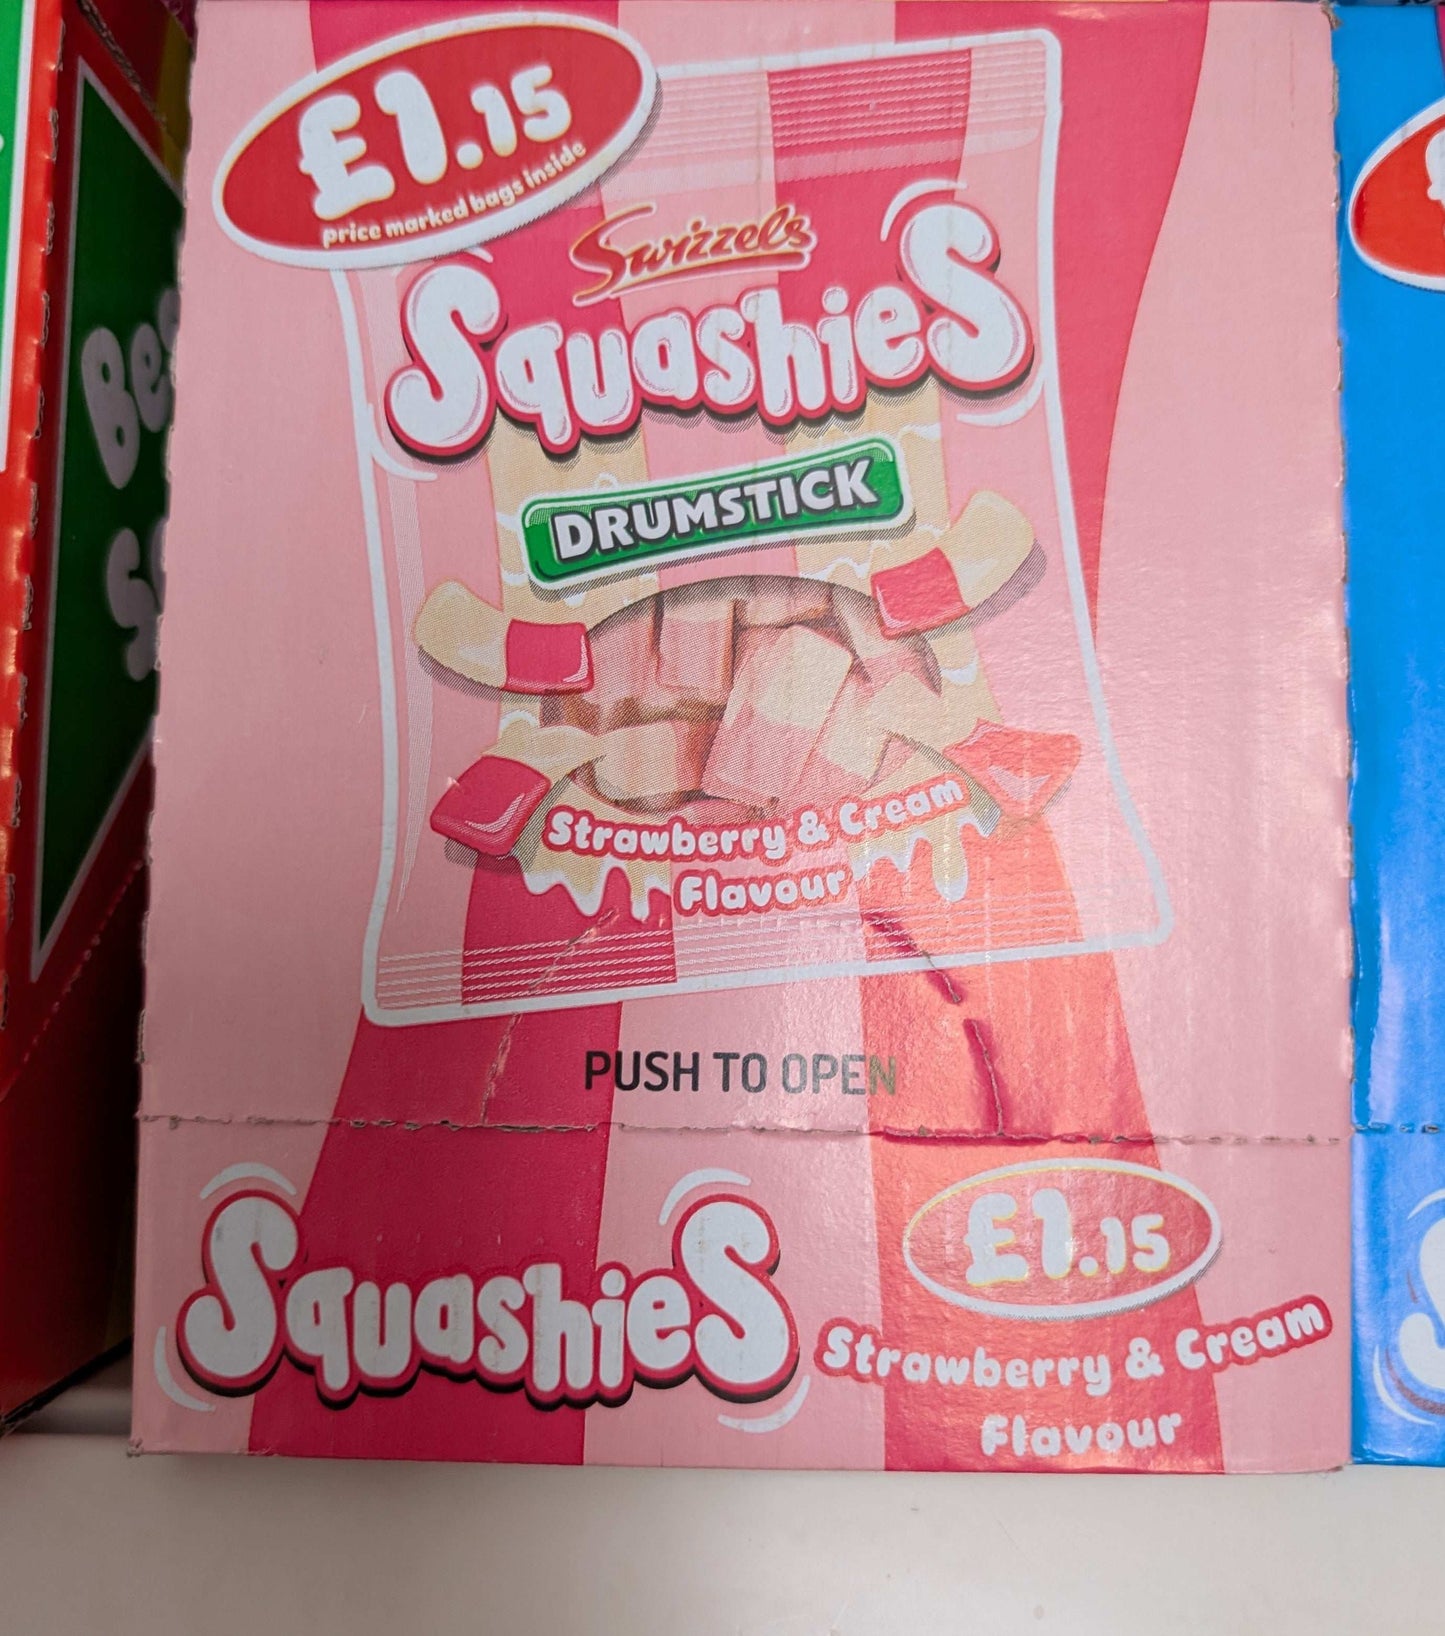 £1.15
price marked bags inside
Swizzels
Squashies
DRUMSTICK
Strawberry & Cream
Flavour
PUSH TO OPEN
Squashies
£1.15
Strawberry & Cream
Flavour